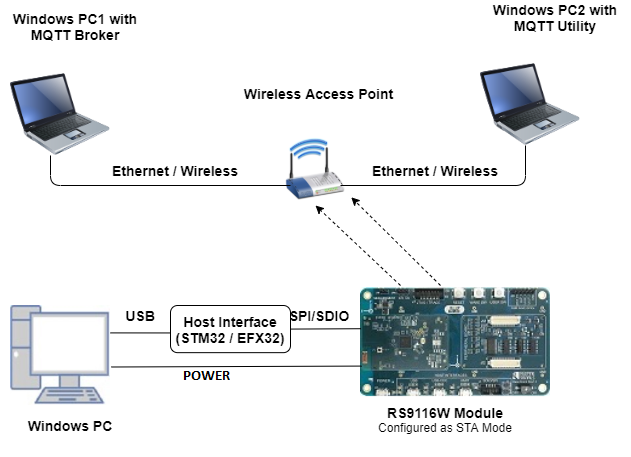 Windows PC1 with
MQTT Broker
Windows PC2 with
MQTT Utility
Wireless Access Point
Ethernet / Wireless
Ethernet / Wireless
USB
Host Interface
(STM32 / EFX32)
SPI/SDIO
POWER
Windows PC
RS9116W Module
Configured as STA Mode